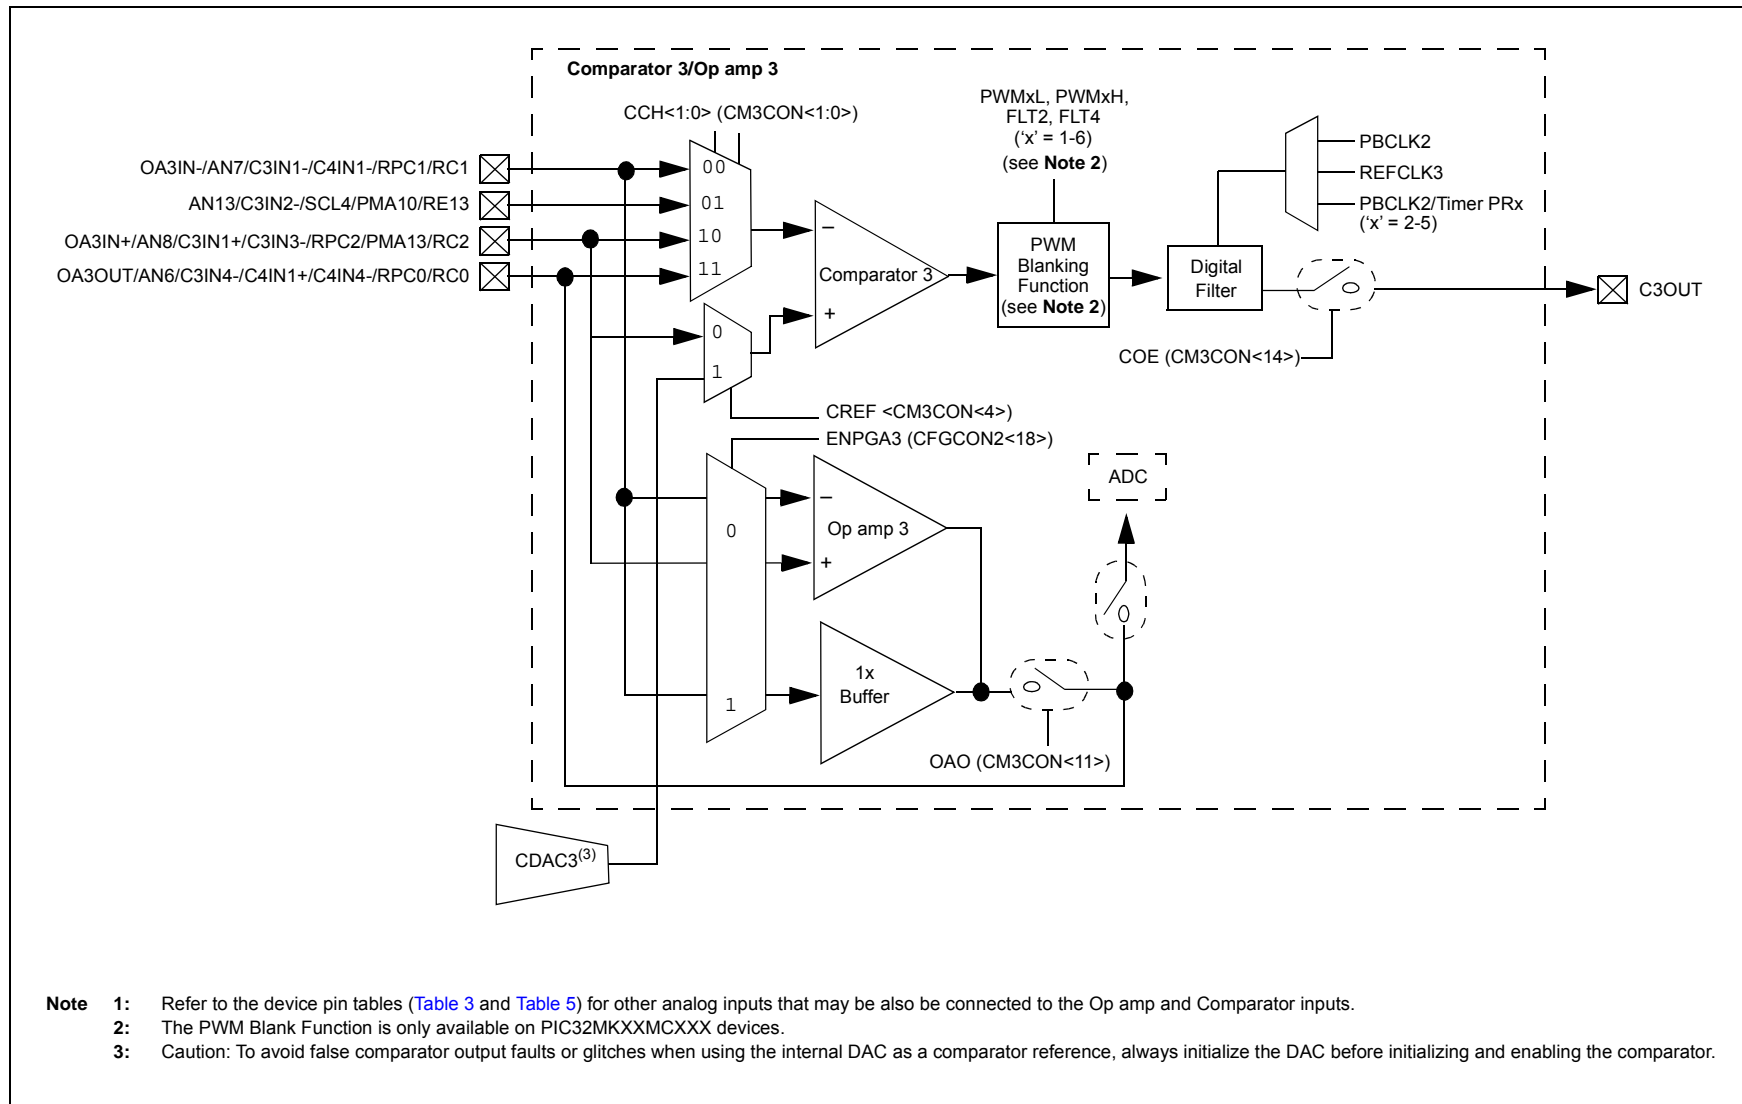 Comparator 3/Op amp 3
CCH<1:0> (CM3CON<1:0>)
PWMxL, PWMxH,
FLT2, FLT4
(‘x’ = 1-6)
(see Note 2)
OA3IN-/AN7/C3IN1-/C4IN1-/RPC1/RC1
AN13/C3IN2-/SCL4/PMA10/RE13
OA3IN+/AN8/C3IN1+/C3IN3-/RPC2/PMA13/RC2
OA3OUT/AN6/C3IN4-/C4IN1+/C4IN4-/RPC0/RC0
00
01
10
11
–
Comparator 3
+
0
1
PWM
Blanking
Function
(see Note 2)
Digital
Filter
PBCLK2
REFCLK3
PBCLK2/Timer PRx
(‘x’ = 2-5)
C3OUT
COE (CM3CON<14>)
CREF <CM3CON<4>)
ENPGA3 (CFGCON2<18>)
0
1
–
Op amp 3
+
1x
Buffer
ADC
OAO (CM3CON<11>)
CDAC3(3)
Note 1: Refer to the device pin tables (Table 3 and Table 5) for other analog inputs that may be also be connected to the Op amp and Comparator inputs.
2: The PWM Blank Function is only available on PIC32MKXXMCXXX devices.
3: Caution: To avoid false comparator output faults or glitches when using the internal DAC as a comparator reference, always initialize the DAC before initializing and enabling the comparator.